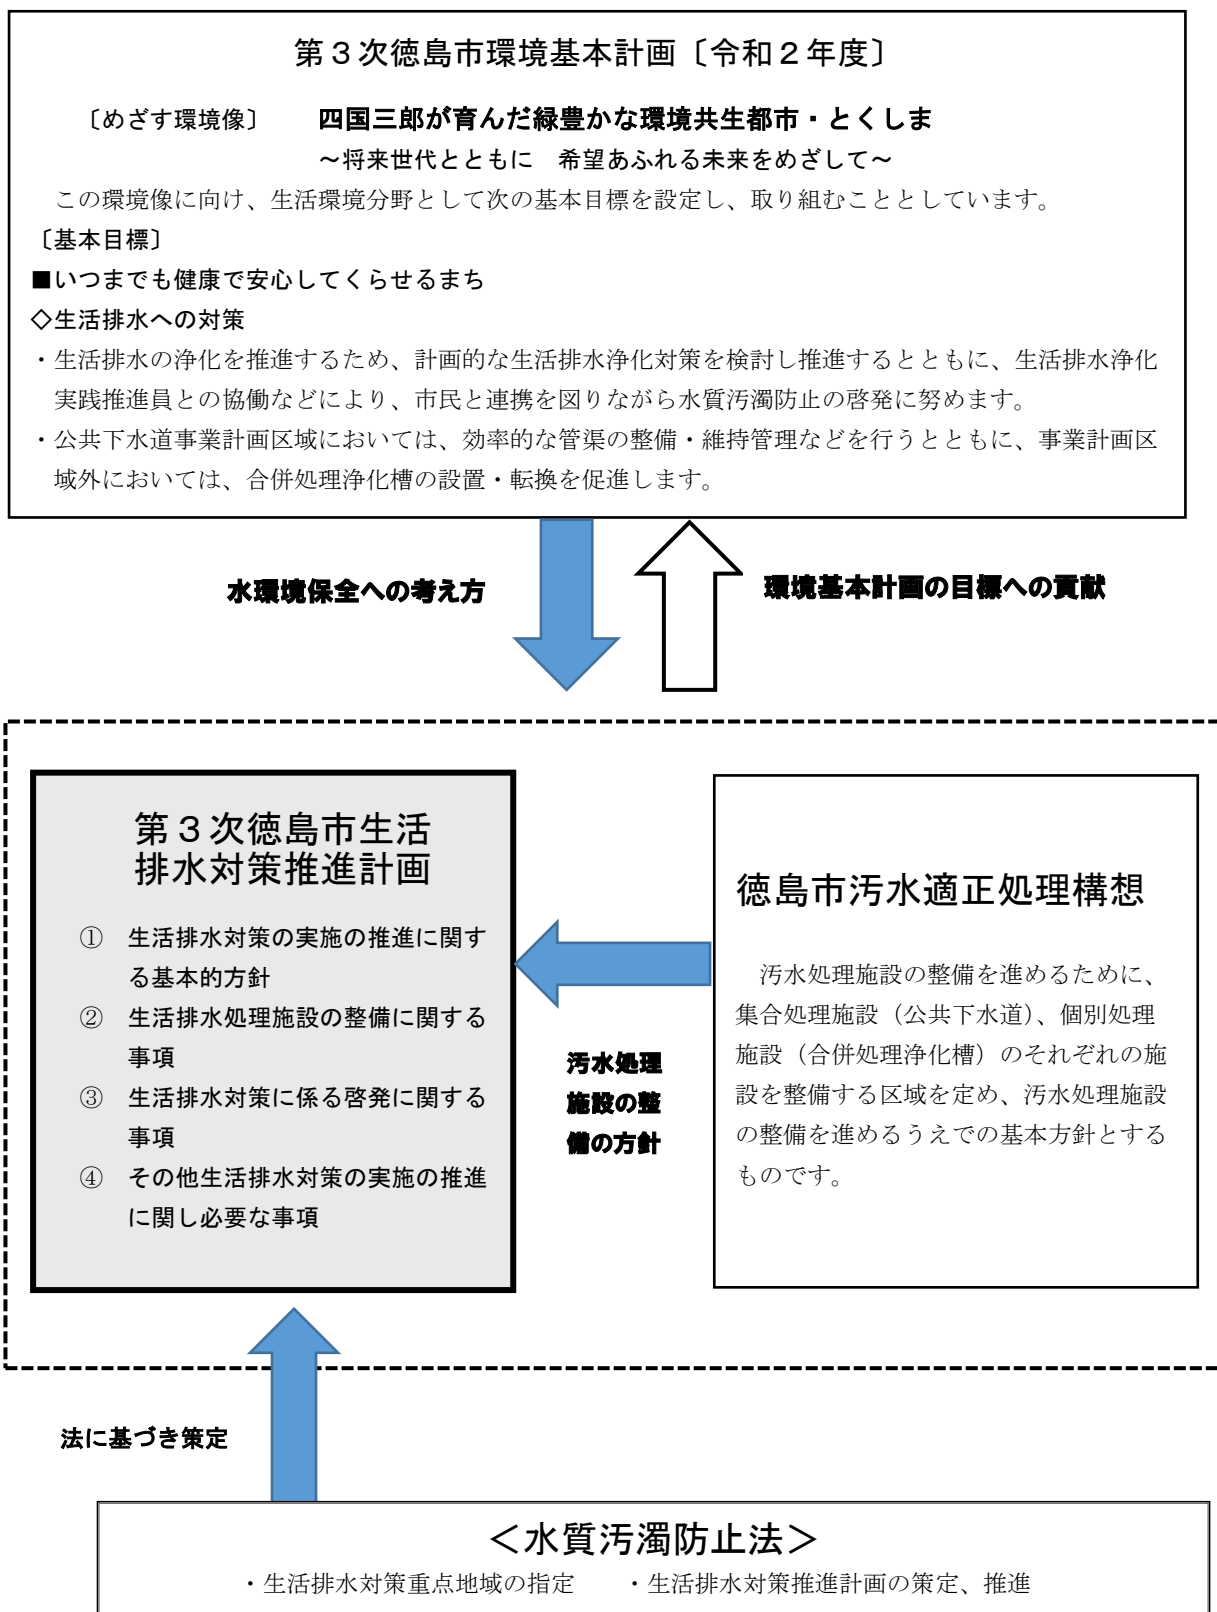 第３次徳島市環境基本計画〔令和２年度〕
〔めざす環境像〕　四国三郎が育んだ緑豊かな環境共生都市・とくしま
～将来世代とともに　希望あふれる未来をめざして～
この環境像に向け、生活環境分野として次の基本目標を設定し、取り組むこととしています。
〔基本目標〕
■いつまでも健康で安心してくらせるまち
◇生活排水への対策
・生活排水の浄化を推進するため、計画的な生活排水浄化対策を検討し推進するとともに、生活排水浄化
実践推進員との協働などにより、市民と連携を図りながら水質汚濁防止の啓発に努めます。
・公共下水道事業計画区域においては、効率的な管渠の整備・維持管理などを行うとともに、事業計画区
域外においては、合併処理浄化槽の設置・転換を促進します。
水環境保全への考え方
環境基本計画の目標への貢献
第３次徳島市生活
排水対策推進計画
①　生活排水対策の実施の推進に関す
る基本的方針
②　生活排水処理施設の整備に関する
事項
③　生活排水対策に係る啓発に関する
事項
④　その他生活排水対策の実施の推進
に関し必要な事項
汚水処理
施設の整
備の方針
徳島市汚水適正処理構想
汚水処理施設の整備を進めるために、
集合処理施設（公共下水道）、個別処理
施設（合併処理浄化槽）のそれぞれの施
設を整備する区域を定め、汚水処理施設
の整備を進めるうえでの基本方針とする
ものです。
法に基づき策定
＜水質汚濁防止法＞
・生活排水対策重点地域の指定　　・生活排水対策推進計画の策定、推進